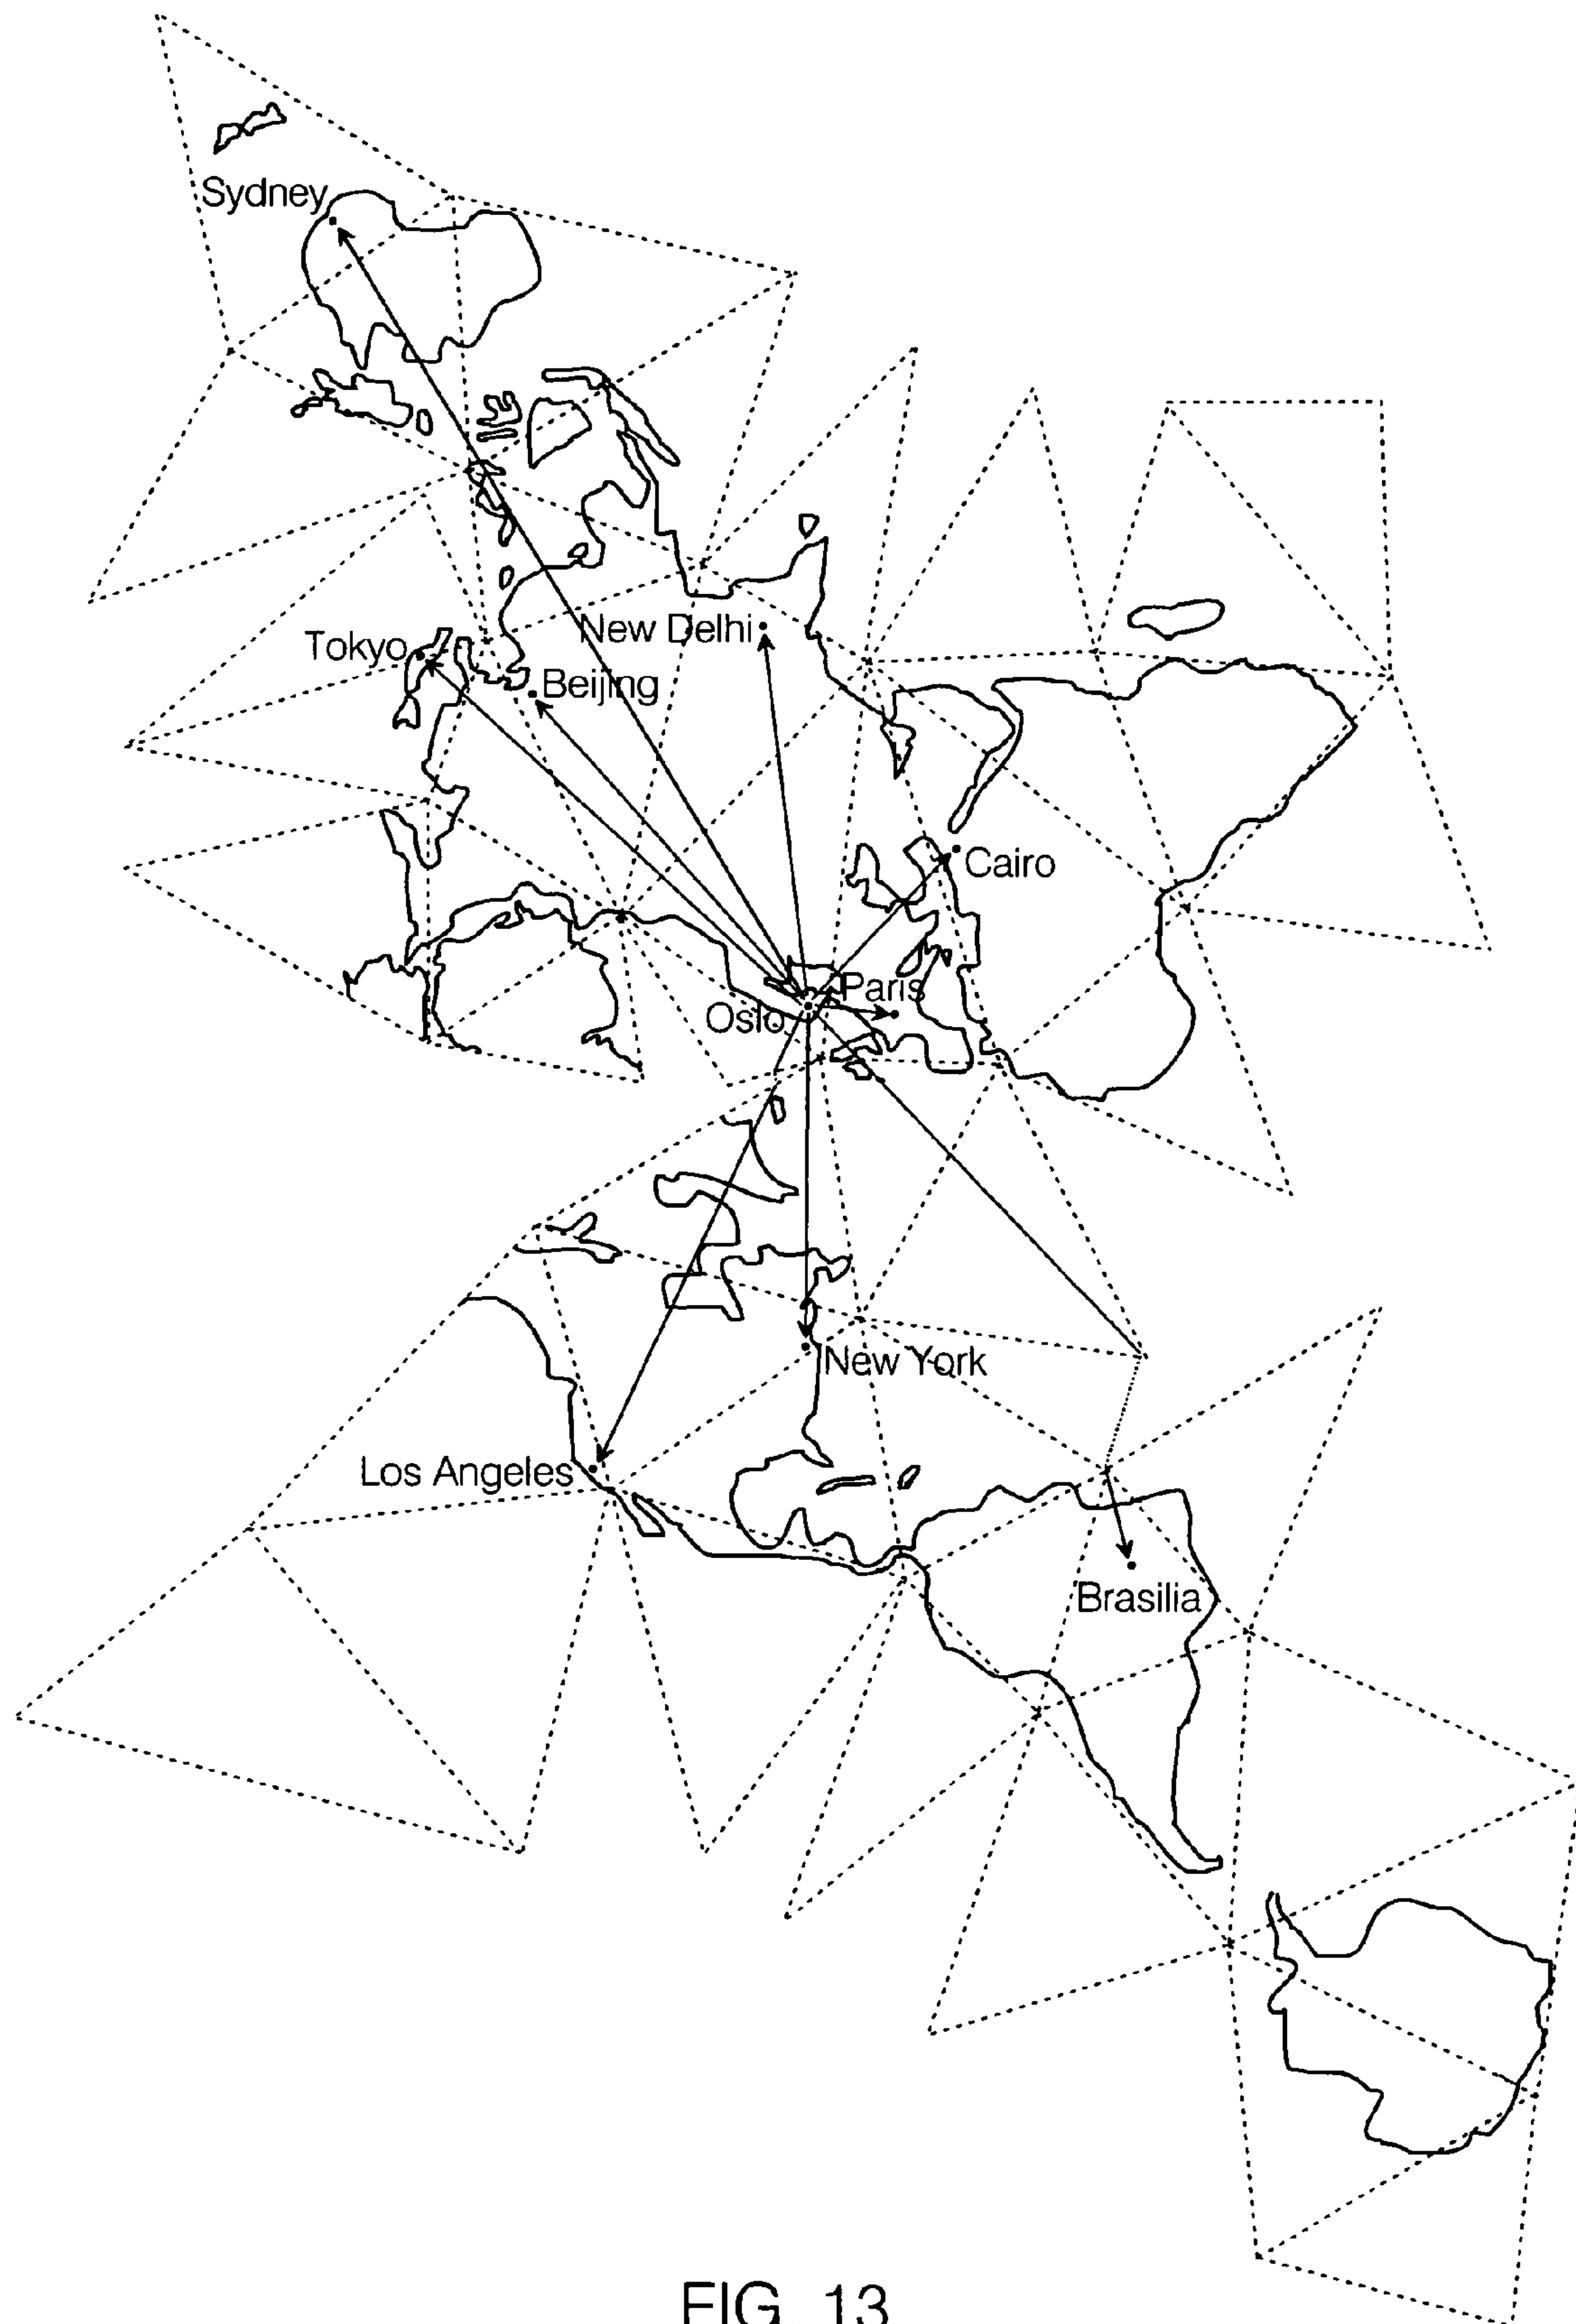 Sydney
New Delhi
Tokyo
Beijing
Cairo
Paris
Oslo
New York
Los Angeles
Brasilia
FIG. 13